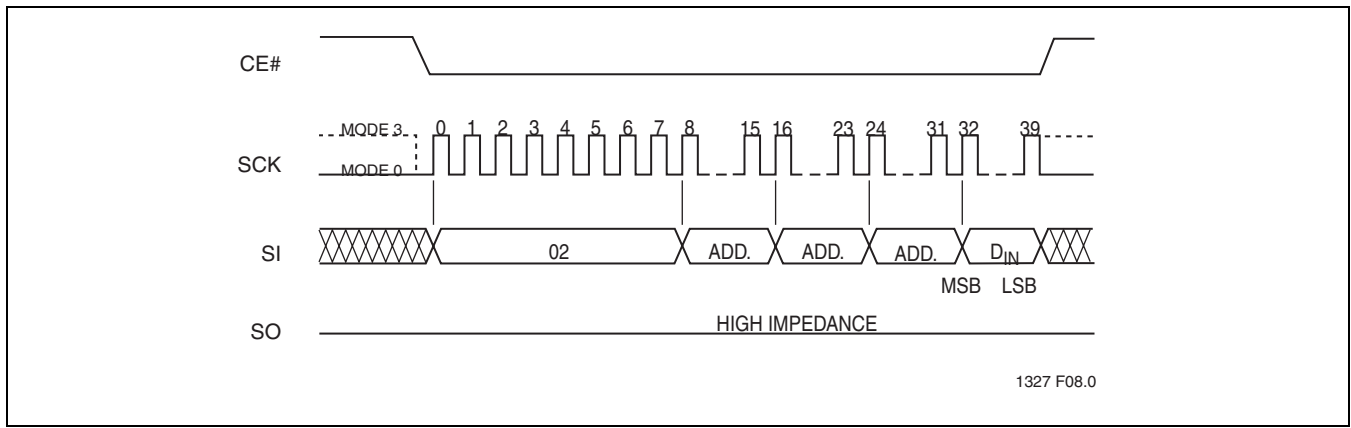 CE#
MODE 3 0 1 2 3 4 5 6 7 8 15 16 23 24 31 32 39
SCK
MODE 0
SI 02 ADD. ADD. ADD. DIN
MSB LSB
SO HIGH IMPEDANCE
1327 F08.0